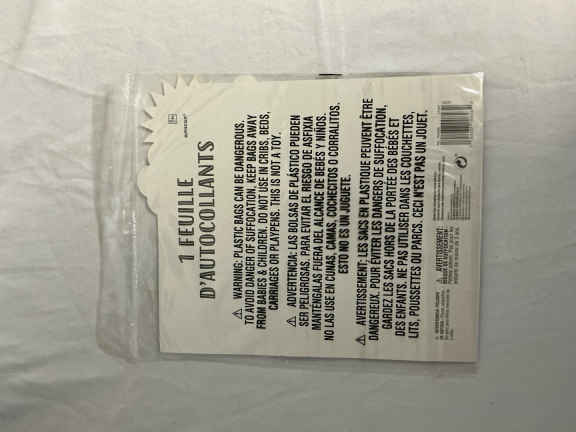 1 FEUILLE
D'AUTOCOLLANTS
amscan
⚠ WARNING: PLASTIC BAGS CAN BE DANGEROUS.
TO AVOID DANGER OF SUFFOCATION, KEEP BAGS AWAY
FROM BABIES & CHILDREN. DO NOT USE IN CRIBS, BEDS,
CARRIAGES OR PLAYPENS. THIS IS NOT A TOY.
⚠ ADVERTENCIA: LAS BOLSAS DE PLÁSTICO PUEDEN
SER PELIGROSAS. PARA EVITAR EL RIESGO DE ASFIXIA
MANTÉNGALAS FUERA DEL ALCANCE DE BEBES Y NIÑOS.
NO LAS USE EN CUNAS, CAMAS, COCHECITOS O CORRALITOS.
ESTO NO ES UN JUGUETE.
⚠ AVERTISSEMENT: LES SACS EN PLASTIQUE PEUVENT ÊTRE
DANGEREUX. POUR ÉVITER LES DANGERS DE SUFFOCATION,
GARDEZ LES SACS HORS DE LA PORTÉE DES BÉBÉS ET
DES ENFANTS. NE PAS UTILISER DANS LES COUCHETTES,
LITS, POUSSETTES OU PARCS. CECI N'EST PAS UN JOUET.
⚠ AVERTISSEMENT: